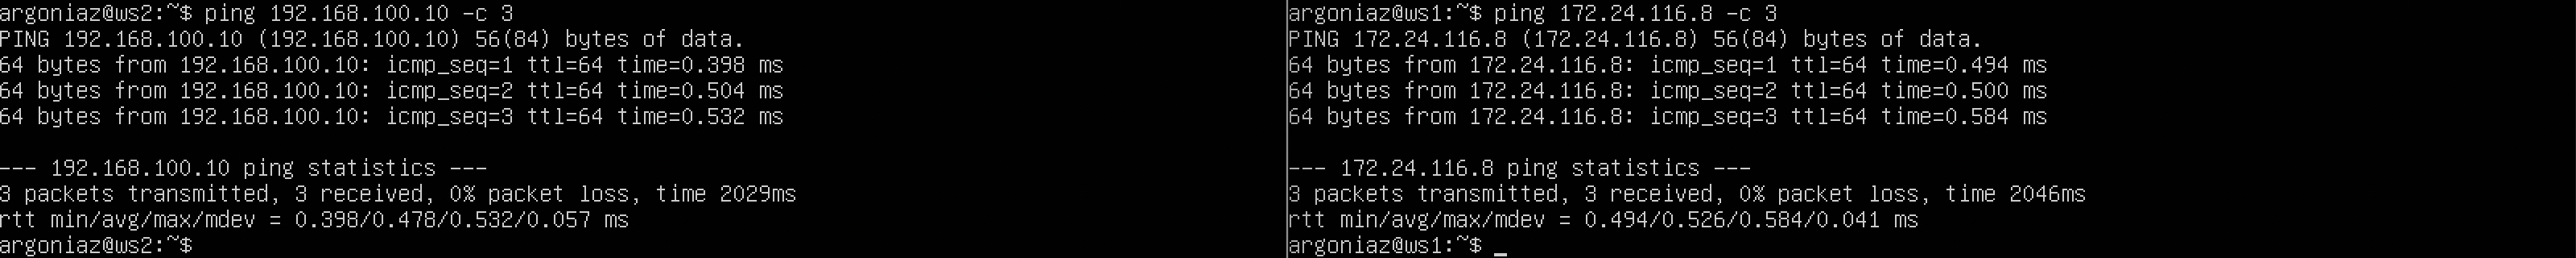 argoniaz@ws2:~$ ping 192.168.100.10 -c 3
PING 192.168.100.10 (192.168.100.10) 56(84) bytes of data.
64 bytes from 192.168.100.10: icmp_seq=1 ttl=64 time=0.398 ms
64 bytes from 192.168.100.10: icmp_seq=2 ttl=64 time=0.504 ms
64 bytes from 192.168.100.10: icmp_seq=3 ttl=64 time=0.532 ms
--- 192.168.100.10 ping statistics ---
3 packets transmitted, 3 received, 0% packet loss, time 2029ms
rtt min/avg/max/mdev = 0.398/0.478/0.532/0.057 ms
argoniaz@ws2:~$
argoniaz@ws1:~$ ping 172.24.116.8 -c 3
PING 172.24.116.8 (172.24.116.8) 56(84) bytes of data.
64 bytes from 172.24.116.8: icmp_seq=1 ttl=64 time=0.494 ms
64 bytes from 172.24.116.8: icmp_seq=2 ttl=64 time=0.500 ms
64 bytes from 172.24.116.8: icmp_seq=3 ttl=64 time=0.584 ms
--- 172.24.116.8 ping statistics ---
3 packets transmitted, 3 received, 0% packet loss, time 2046ms
rtt min/avg/max/mdev = 0.494/0.526/0.584/0.041 ms
argoniaz@ws1:~$ _